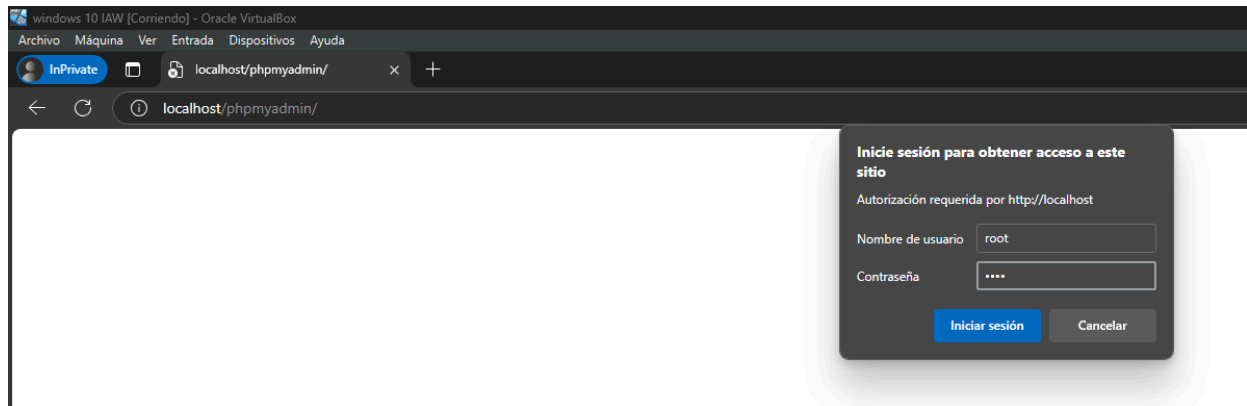 windows 10 IAW [Corriendo] - Oracle VirtualBox
Archivo Máquina Ver Entrada Dispositivos Ayuda
InPrivate localhost/phpmyadmin/
localhost/phpmyadmin/
Inicie sesión para obtener acceso a este
sitio
Autorización requerida por http://localhost
Nombre de usuario root
Contraseña ••••
Iniciar sesión Cancelar